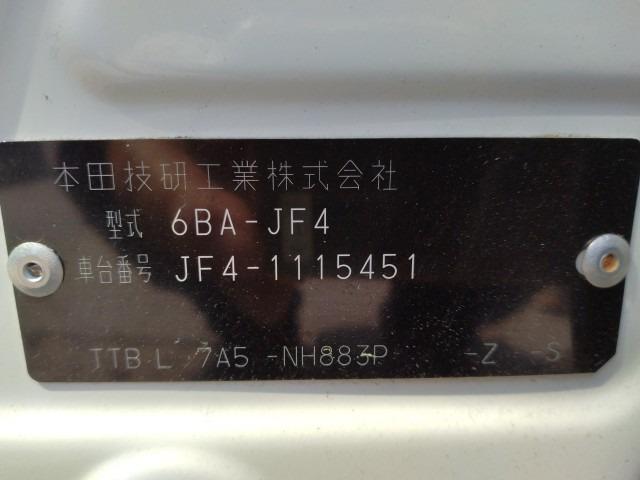 本田技研工業株式会社
型式 6BA-JF4
車台番号 JF4-1115451
TTB L 7A5 -NH883P -Z -S